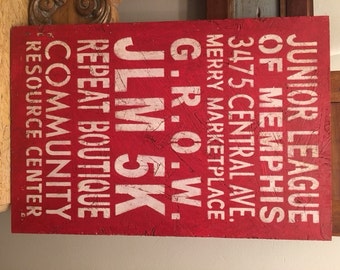 JUNIOR LEAGUE
OF MEMPHIS
3475 CENTRAL AVE.
MERRY MARKETPLACE
G.R.O.W.
JLM 5K
REPEAT BOUTIQUE
COMMUNITY
RESOURCE CENTER